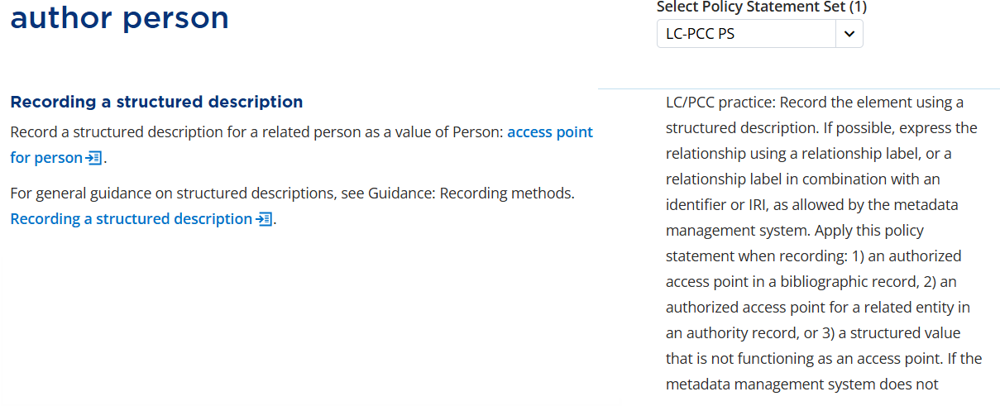 author person
Select Policy Statement Set (1)
LC-PCC PS
Recording a structured description
Record a structured description for a related person as a value of Person: access point
for person.
For general guidance on structured descriptions, see Guidance: Recording methods.
Recording a structured description.
LC/PCC practice: Record the element using a
structured description. If possible, express the
relationship using a relationship label, or a
relationship label in combination with an
identifier or IRI, as allowed by the metadata
management system. Apply this policy
statement when recording: 1) an authorized
access point in a bibliographic record, 2) an
authorized access point for a related entity in
an authority record, or 3) a structured value
that is not functioning as an access point. If the
metadata management system does not